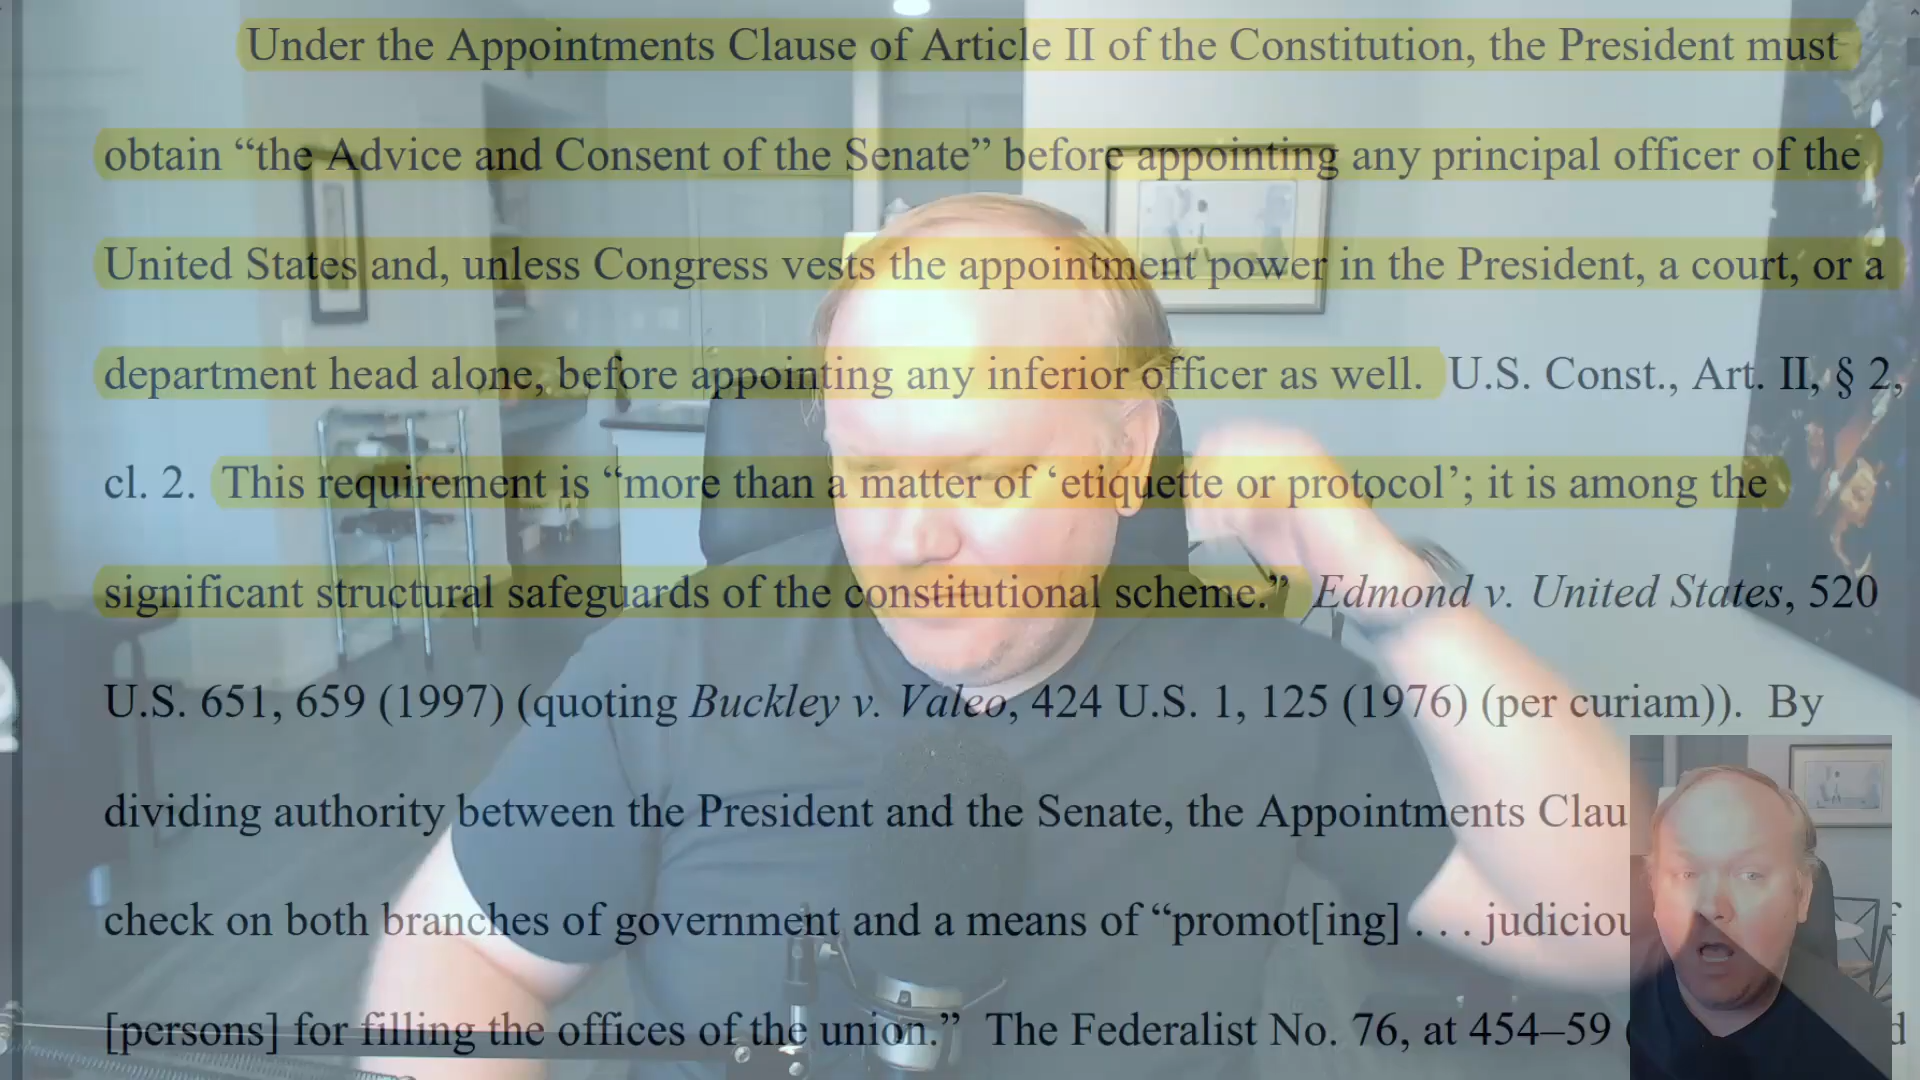 Under the Appointments Clause of Article II of the Constitution, the President must
obtain “the Advice and Consent of the Senate” before appointing any principal officer of the
United States and, unless Congress vests the appointment power in the President, a court, or a
department head alone, before appointing any inferior officer as well. U.S. Const., Art. II, § 2,
cl. 2. This requirement is “more than a matter of ‘etiquette or protocol’; it is among the
significant structural safeguards of the constitutional scheme.” Edmond v. United States, 520
U.S. 651, 659 (1997) (quoting Buckley v. Valeo, 424 U.S. 1, 125 (1976) (per curiam)). By
dividing authority between the President and the Senate, the Appointments
check on both branches of government and a means of “promot[ing] . . .
[persons] for filling the offices of the union.” The Federalist No. 76, at 454–59